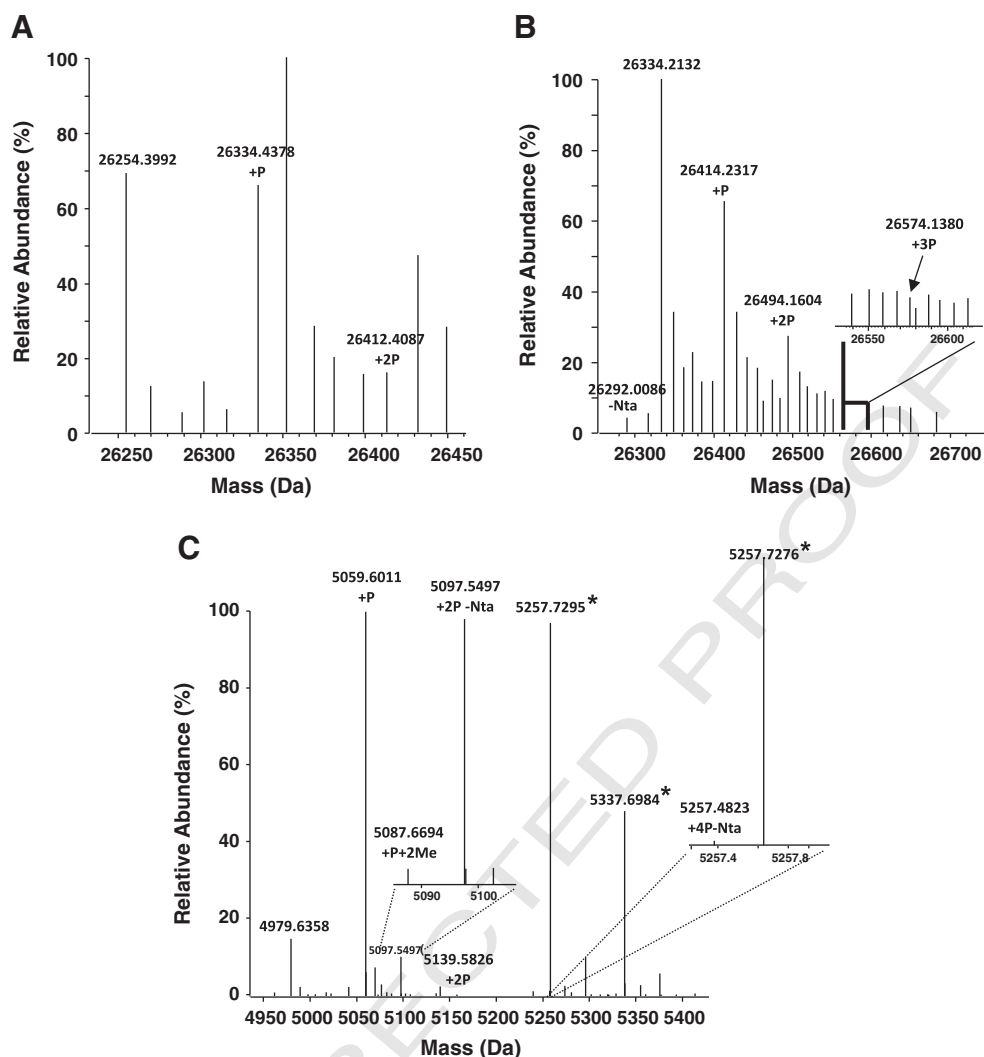 A
Relative Abundance (%)
100
80
60
40
20
0
26254.3992
26334.4378
+P
26412.4087
+2P
26250
26300
26350
26400
26450
Mass (Da)
B
Relative Abundance (%)
100
80
60
40
20
0
26334.2132
26414.2317
+P
26494.1604
+2P
26574.1380
+3P
26292.0086
-Nta
26550
26600
26300
26400
26500
26600
26700
Mass (Da)
C
Relative Abundance (%)
100
80
60
40
20
0
5059.6011
+P
5097.5497
+2P -Nta
5257.7295*
5257.7276*
5337.6984*
5257.4823
+4P-Nta
5257.4
5257.8
5087.6694
+P+2Me
5090
5100
4979.6358
5097.5497
5139.5826
+2P
4950
5000
5050
5100
5150
5200
5250
5300
5350
5400
Mass (Da)
ECTED PROOF